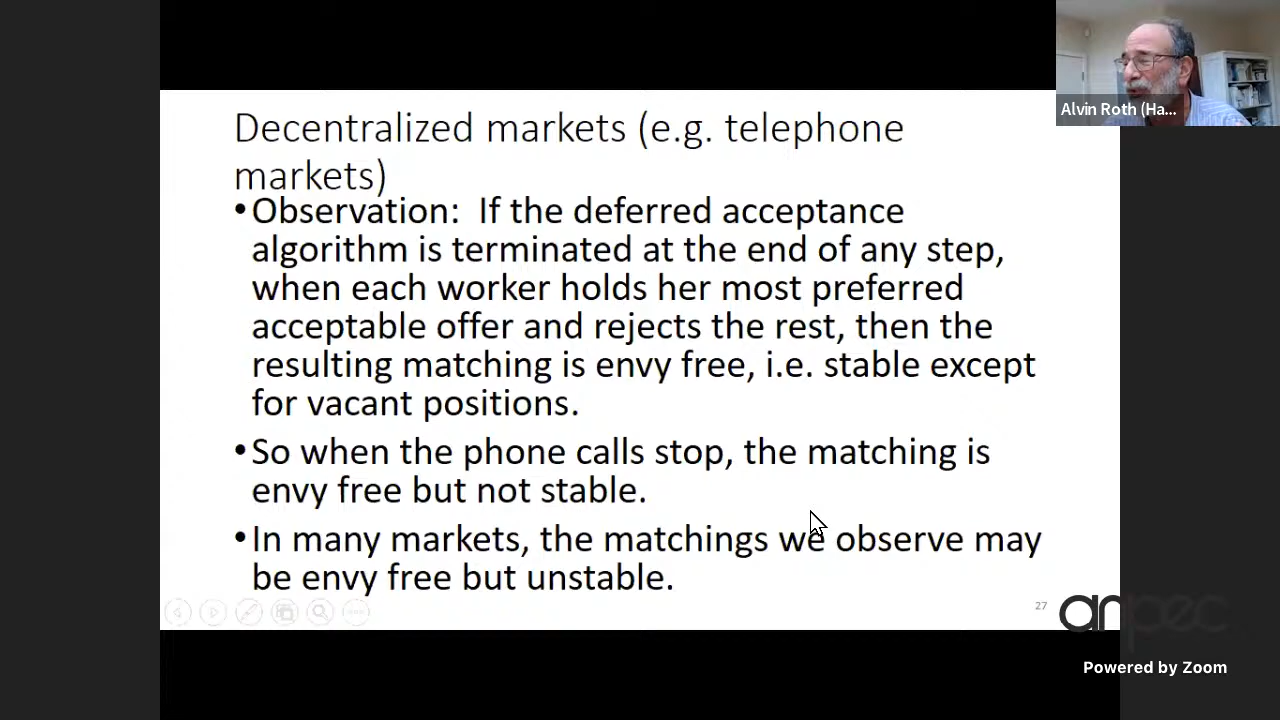 Alvin Roth (Ha...
Decentralized markets (e.g. telephone
markets)
•Observation: If the deferred acceptance
algorithm is terminated at the end of any step,
when each worker holds her most preferred
acceptable offer and rejects the rest, then the
resulting matching is envy free, i.e. stable except
for vacant positions.
•So when the phone calls stop, the matching is
envy free but not stable.
•In many markets, the matchings we observe may
be envy free but unstable.
27
anpec
Powered by Zoom